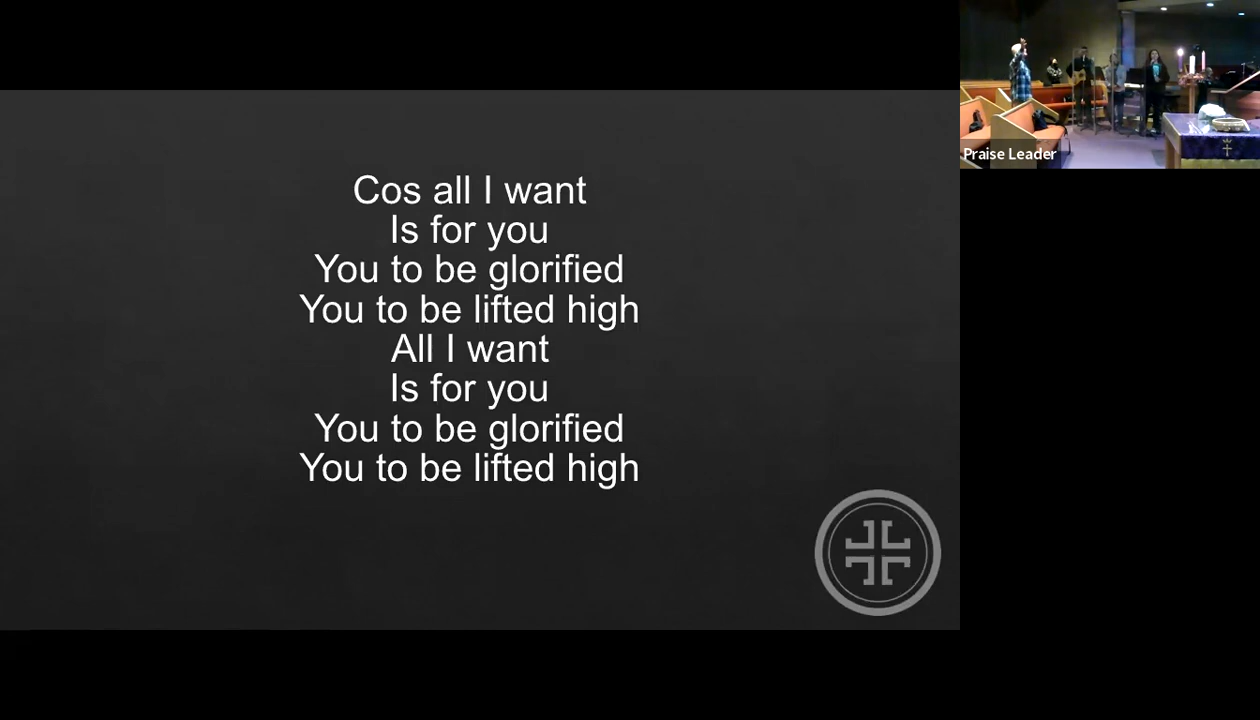 Cos all I want
Is for you
You to be glorified
You to be lifted high
All I want
Is for you
You to be glorified
You to be lifted high
Praise Leader